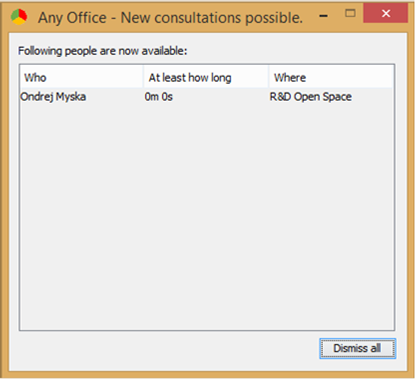 Any Office - New consultations possible.
Following people are now available:
Who At least how long Where
Ondrej Myska 0m 0s R&D Open Space
Dismiss all